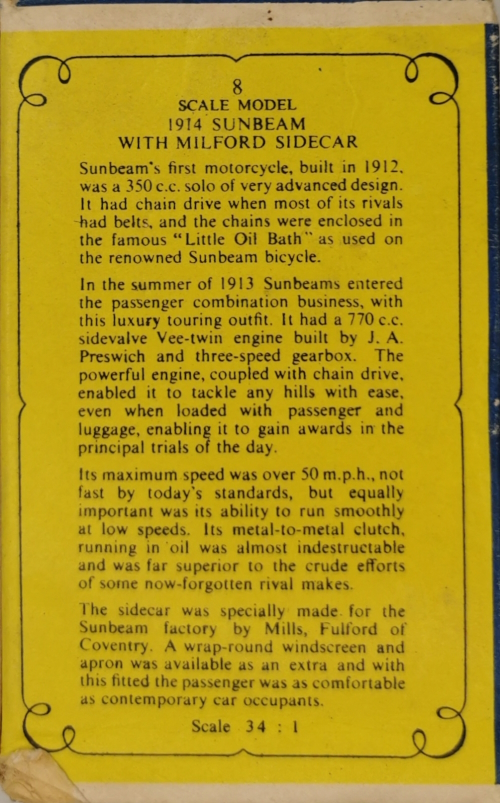 8
SCALE MODEL
1914 SUNBEAM
WITH MILFORD SIDECAR
Sunbeam's first motorcycle, built in 1912,
was a 350 c.c. solo of very advanced design.
It had chain drive when most of its rivals
had belts, and the chains were enclosed in
the famous "Little Oil Bath" as used on
the renowned Sunbeam bicycle.
In the summer of 1913 Sunbeams entered
the passenger combination business, with
this luxury touring outfit. It had a 770 c.c.
sidevalve Vee-twin engine built by J. A.
Preswich and three-speed gearbox. The
powerful engine, coupled with chain drive,
enabled it to tackle any hills with ease,
even when loaded with passenger and
luggage, enabling it to gain awards in the
principal trials of the day.
Its maximum speed was over 50 m.p.h., not
fast by today's standards, but equally
important was its ability to run smoothly
at low speeds. Its metal-to-metal clutch,
running in oil was almost indestructable
and was far superior to the crude efforts
of some now-forgotten rival makes.
The sidecar was specially made for the
Sunbeam factory by Mills, Fulford of
Coventry. A wrap-round windscreen and
apron was available as an extra and with
this fitted the passenger was as comfortable
as contemporary car occupants.
Scale 34 : 1